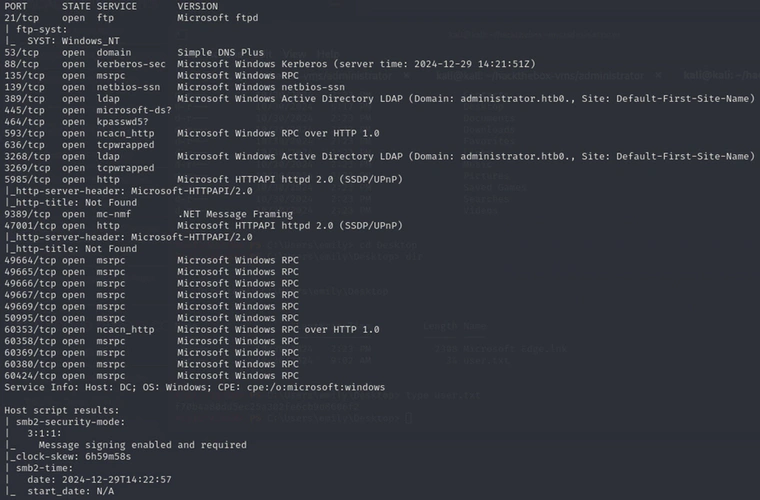 PORT STATE SERVICE VERSION
21/tcp open ftp Microsoft ftpd
| ftp-syst:
|_ SYST: Windows_NT
53/tcp open domain Simple DNS Plus
88/tcp open kerberos-sec Microsoft Windows Kerberos (server time: 2024-12-29 14:21:51Z)
135/tcp open msrpc Microsoft Windows RPC
139/tcp open netbios-ssn Microsoft Windows netbios-ssn
389/tcp open ldap Microsoft Windows Active Directory LDAP (Domain: administrator.htb0., Site: Default-First-Site-Name)
445/tcp open microsoft-ds?
464/tcp open kpasswd5?
593/tcp open ncacn_http Microsoft Windows RPC over HTTP 1.0
636/tcp open tcpwrapped
3268/tcp open ldap Microsoft Windows Active Directory LDAP (Domain: administrator.htb0., Site: Default-First-Site-Name)
3269/tcp open tcpwrapped
5985/tcp open http Microsoft HTTPAPI httpd 2.0 (SSDP/UPnP)
|_http-server-header: Microsoft-HTTPAPI/2.0
|_http-title: Not Found
9389/tcp open mc-nmf .NET Message Framing
47001/tcp open http Microsoft HTTPAPI httpd 2.0 (SSDP/UPnP)
|_http-server-header: Microsoft-HTTPAPI/2.0
|_http-title: Not Found
49664/tcp open msrpc Microsoft Windows RPC
49665/tcp open msrpc Microsoft Windows RPC
49666/tcp open msrpc Microsoft Windows RPC
49667/tcp open msrpc Microsoft Windows RPC
49669/tcp open msrpc Microsoft Windows RPC
50995/tcp open msrpc Microsoft Windows RPC
60353/tcp open ncacn_http Microsoft Windows RPC over HTTP 1.0
60358/tcp open msrpc Microsoft Windows RPC
60369/tcp open msrpc Microsoft Windows RPC
60380/tcp open msrpc Microsoft Windows RPC
60424/tcp open msrpc Microsoft Windows RPC
Service Info: Host: DC; OS: Windows; CPE: cpe:/o:microsoft:windows
Host script results:
| smb2-security-mode:
| 3:1:1:
|_ Message signing enabled and required
|_clock-skew: 6h59m58s
| smb2-time:
| date: 2024-12-29T14:22:57
|_ start_date: N/A